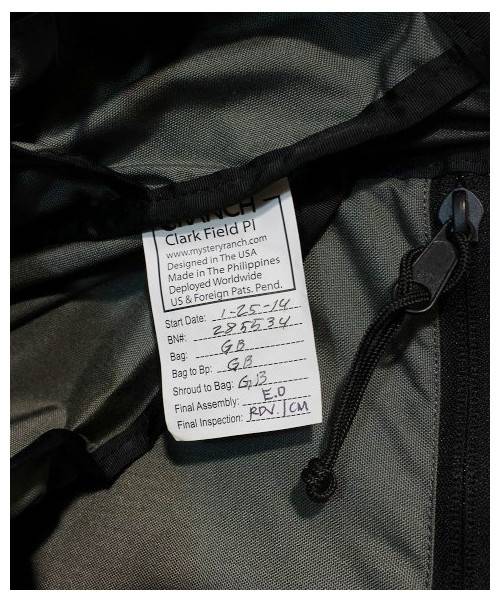 RANCH
Clark Field PI
www.mysteryranch.com
Designed in The USA
Made in The Philippines
Deployed Worldwide
US & Foreign Pats. Pend.
Start Date: 1-25-14
BN#: 285534
Bag: GB
Bag to Bp: GB
Shroud to Bag: GB
Final Assembly: E.O
Final Inspection: RDV./CM